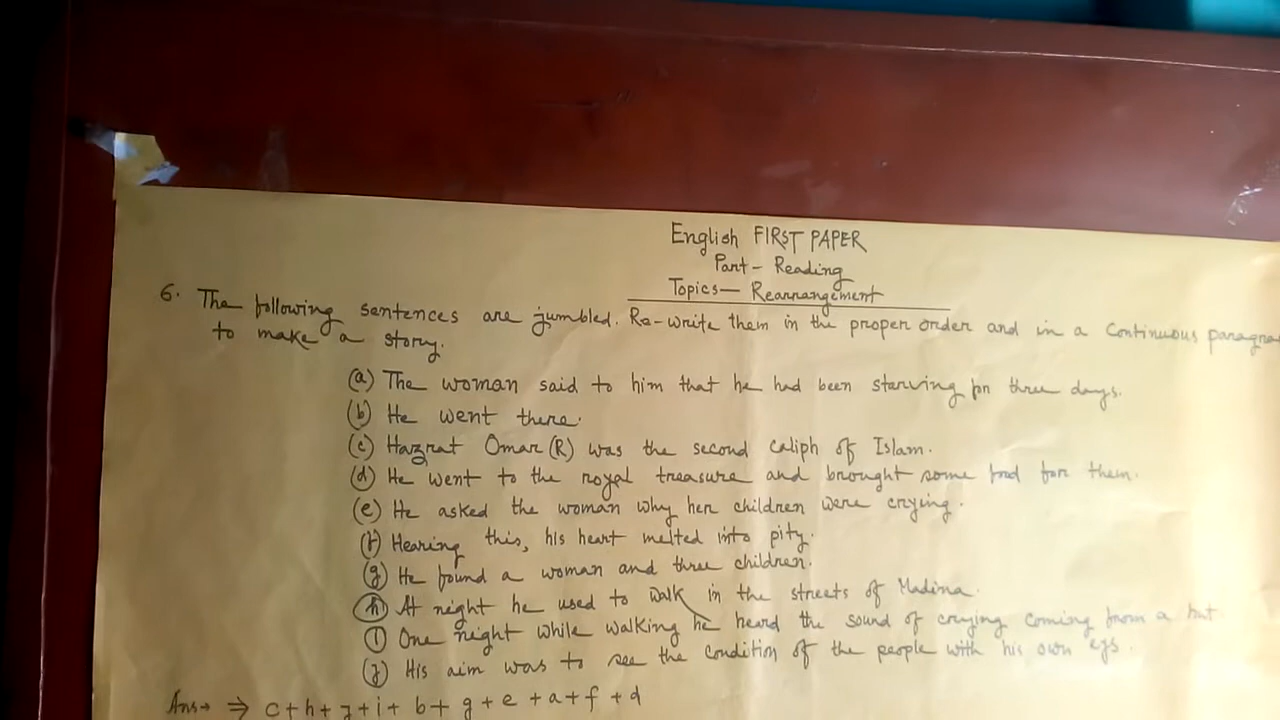 English FIRST PAPER
Part - Reading
Topics — Rearrangement
6. The following sentences are jumbled. Re-write them in the proper order and in a continuous
to make a story.
(a) The woman said to him that he had been starving for three days.
(b) He went there.
(c) Hazrat Omar (R) was the second caliph of Islam.
(d) He went to the royal treasure and brought some food for them.
(e) He asked the woman why her children were crying.
(f) Hearing this, his heart melted into pity.
(g) He found a woman and three children.
(h) At night he used to walk in the streets of Madina.
(i) One night while walking he heard the sound of crying coming from a hut.
(j) His aim was to see the condition of the people with his own eys.
Ans → ⇒ c+h+j+i+b+g+e+a+f+d